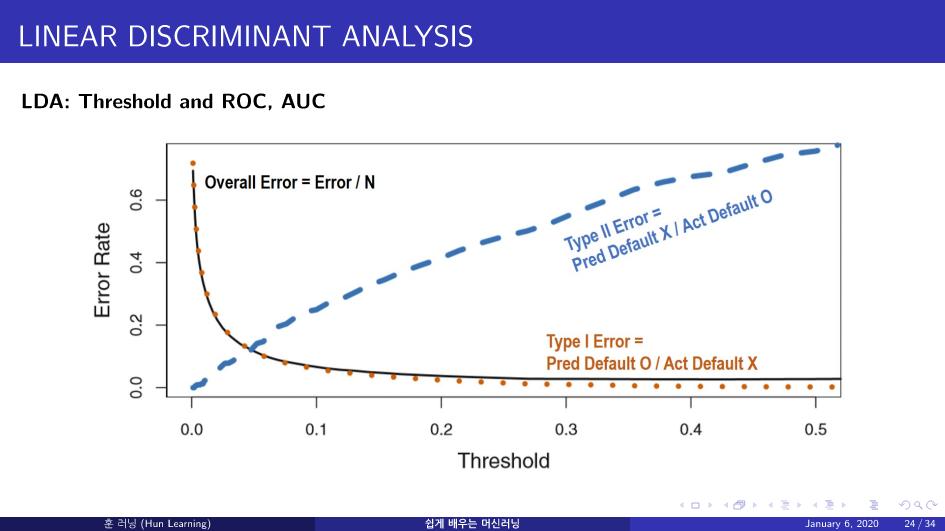 LINEAR DISCRIMINANT ANALYSIS
LDA: Threshold and ROC, AUC
Overall Error = Error / N
Type II Error =
Pred Default X / Act Default O
Type I Error =
Pred Default O / Act Default X
Error Rate
0.6
0.4
0.2
0.0
0.0 0.1 0.2 0.3 0.4 0.5
Threshold
훈 러닝 (Hun Learning) 쉽게 배우는 머신러닝 January 6, 2020 24 / 34